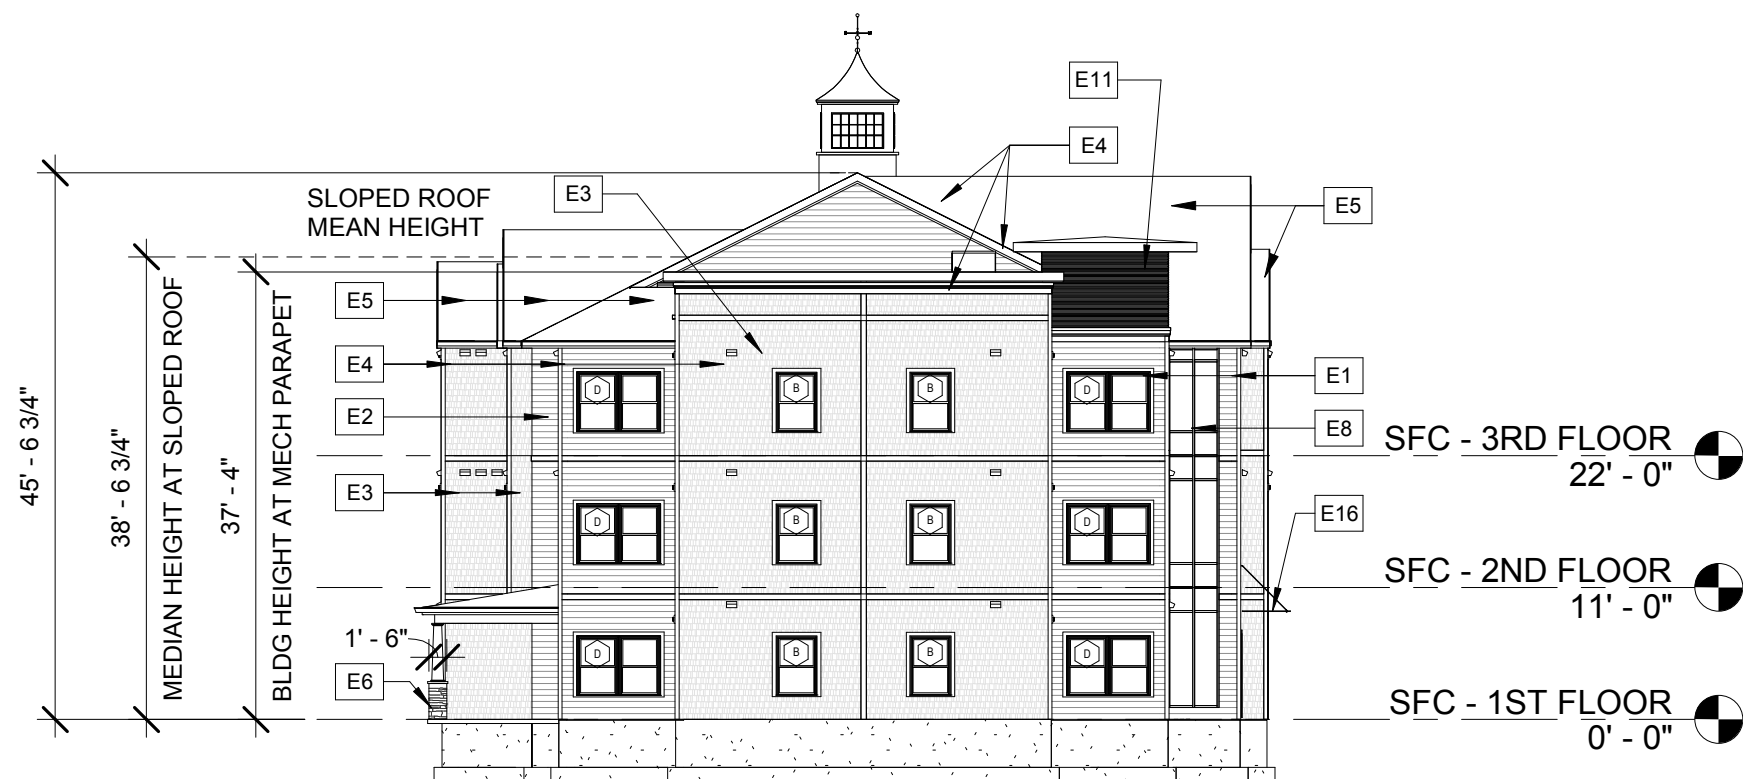 E11
E4
SLOPED ROOF
MEAN HEIGHT
E3
E5
E5
E4
E2
E3
E6
E1
E8
E16
45' - 6 3/4"
38' - 6 3/4"
MEDIAN HEIGHT AT SLOPED ROOF
37' - 4"
BLDG HEIGHT AT MECH PARAPET
1' - 6"
D
B
B
D
D
B
B
D
D
B
B
D
SFC - 3RD FLOOR
22' - 0"
SFC - 2ND FLOOR
11' - 0"
SFC - 1ST FLOOR
0' - 0"